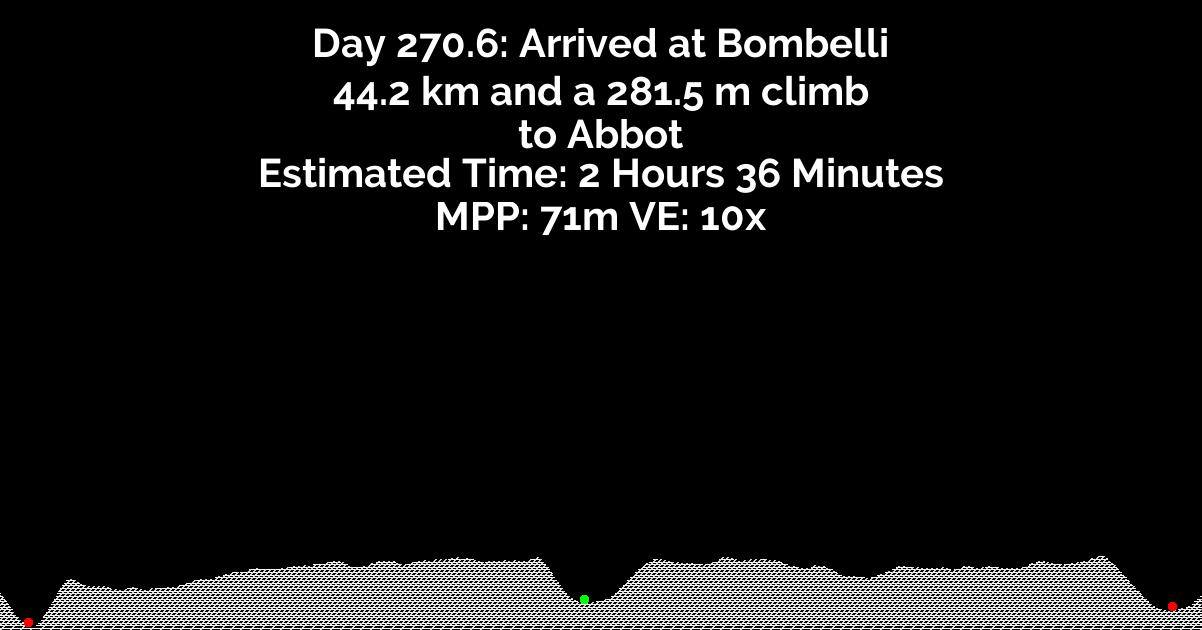 Day 270.6: Arrived at Bombelli
44.2 km and a 281.5 m climb
to Abbot
Estimated Time: 2 Hours 36 Minutes
MPP: 71m VE: 10x